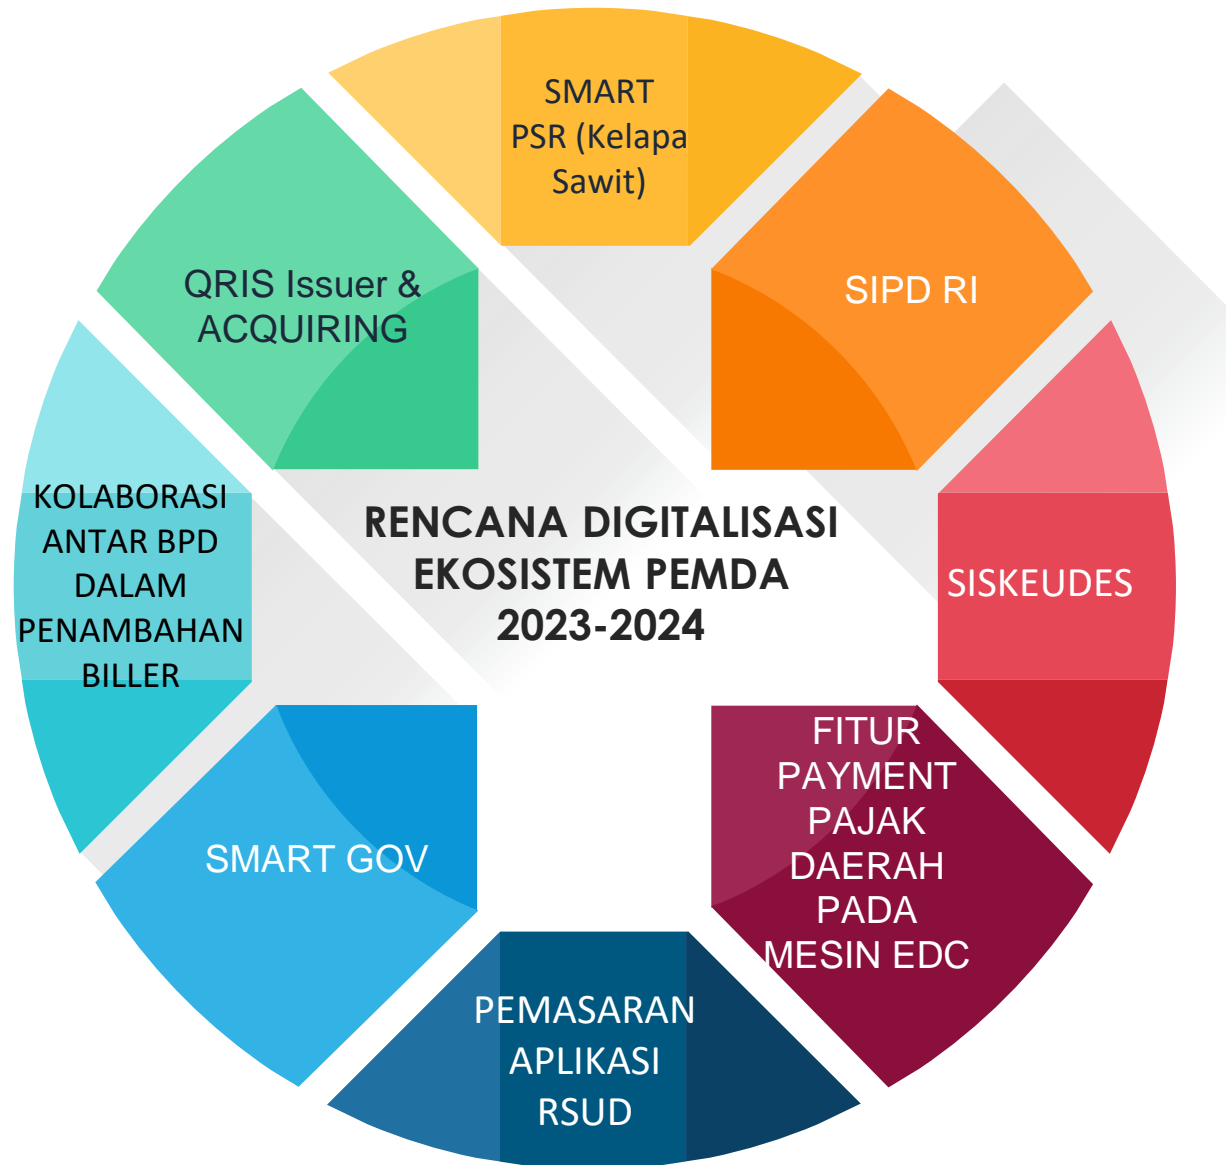 SMART
PSR (Kelapa
Sawit)
SIPD RI
SISKEUDES
FITUR
PAYMENT
PAJAK
DAERAH
PADA
MESIN EDC
PEMASARAN
APLIKASI
RSUD
SMART GOV
KOLABORASI
ANTAR BPD
DALAM
PENAMBAHAN
BILLER
QRIS Issuer &
ACQUIRING
RENCANA DIGITALISASI
EKOSISTEM PEMDA
2023-2024